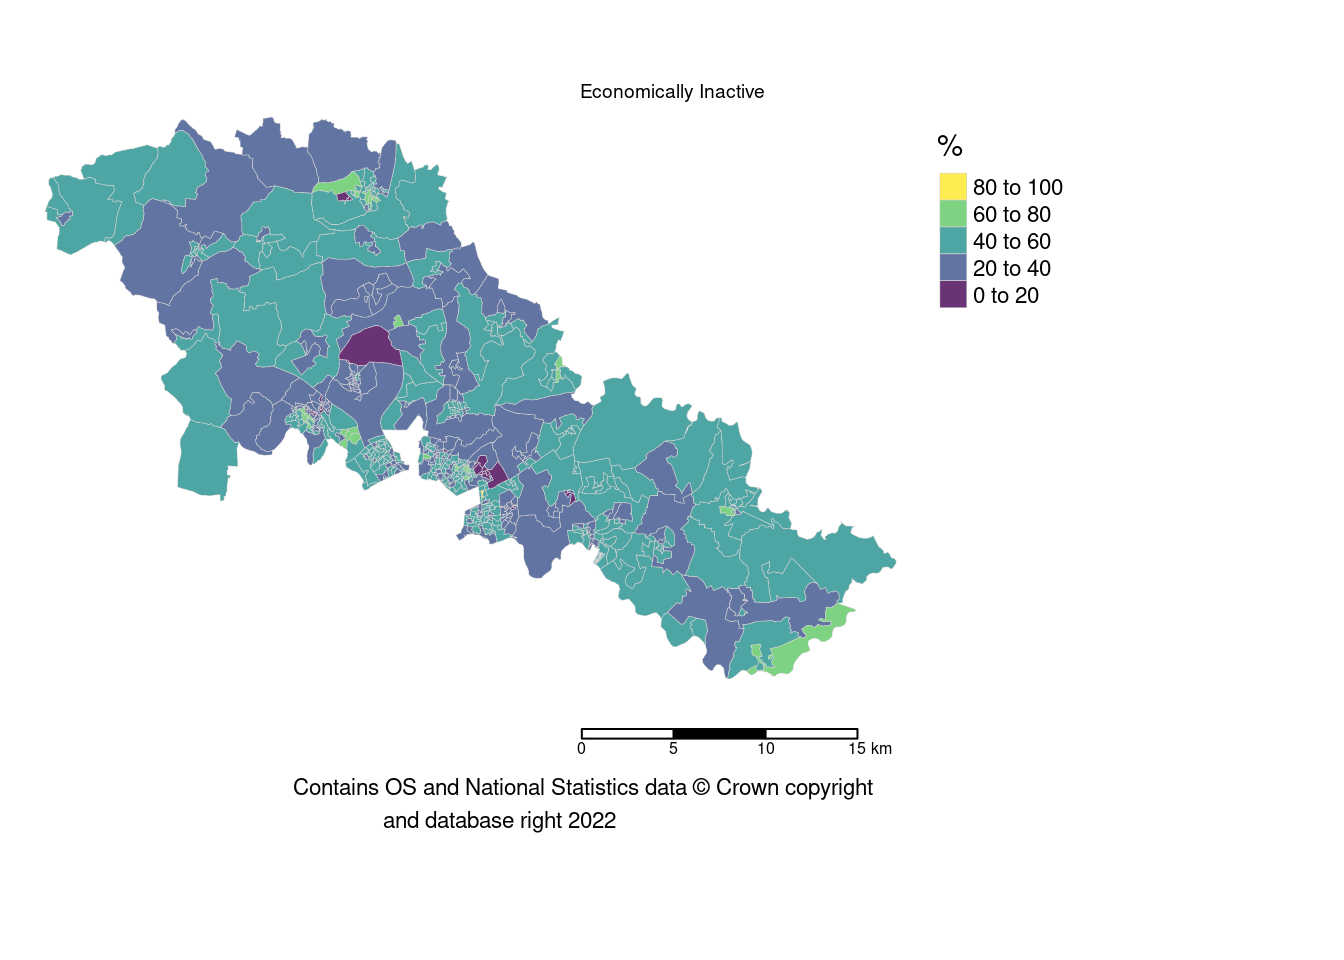 Economically Inactive
%
80 to 100
60 to 80
40 to 60
20 to 40
0 to 20
0 5 10 15 km
Contains OS and National Statistics data © Crown copyright
and database right 2022